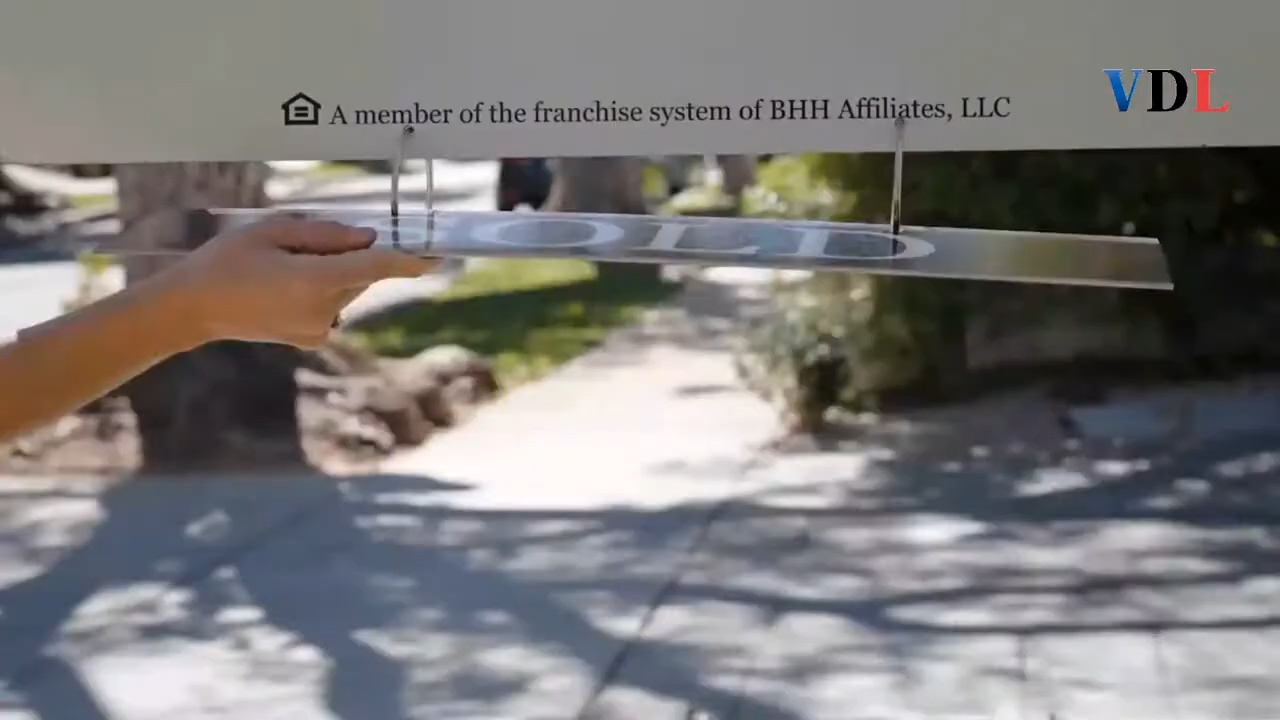 VDL
A member of the franchise system of BHH Affiliates, LLC
SOLD